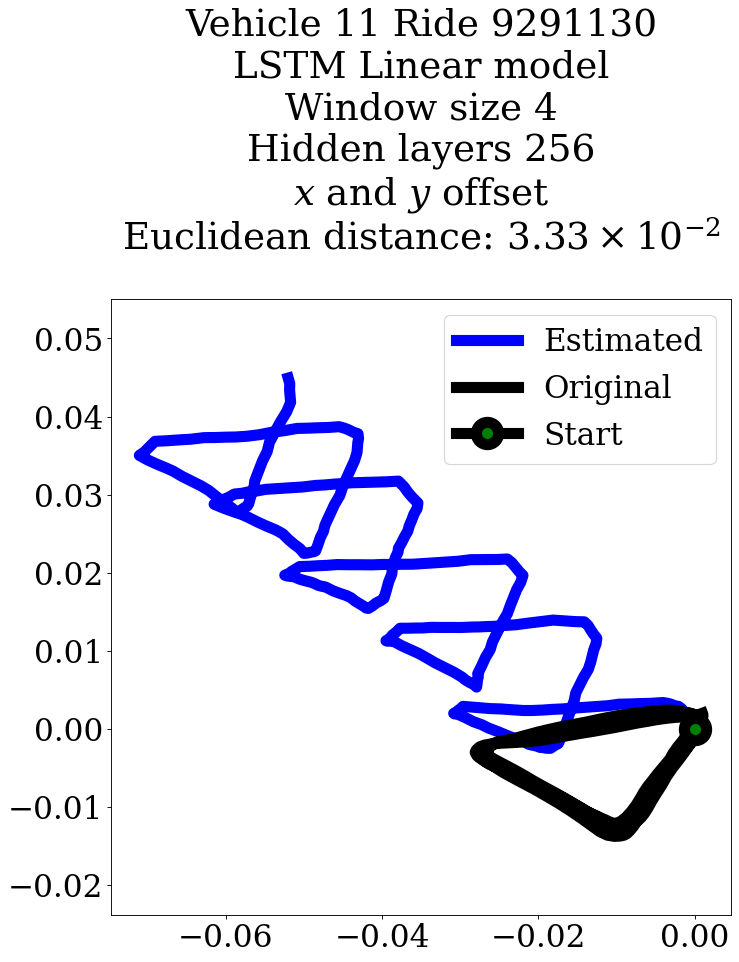 Vehicle 11 Ride 9291130
LSTM Linear model
Window size 4
Hidden layers 256
x and y offset
Euclidean distance: 3.33 × 10⁻²
Estimated
Original
Start
0.05
0.04
0.03
0.02
0.01
0.00
−0.01
−0.02
−0.06 −0.04 −0.02 0.00